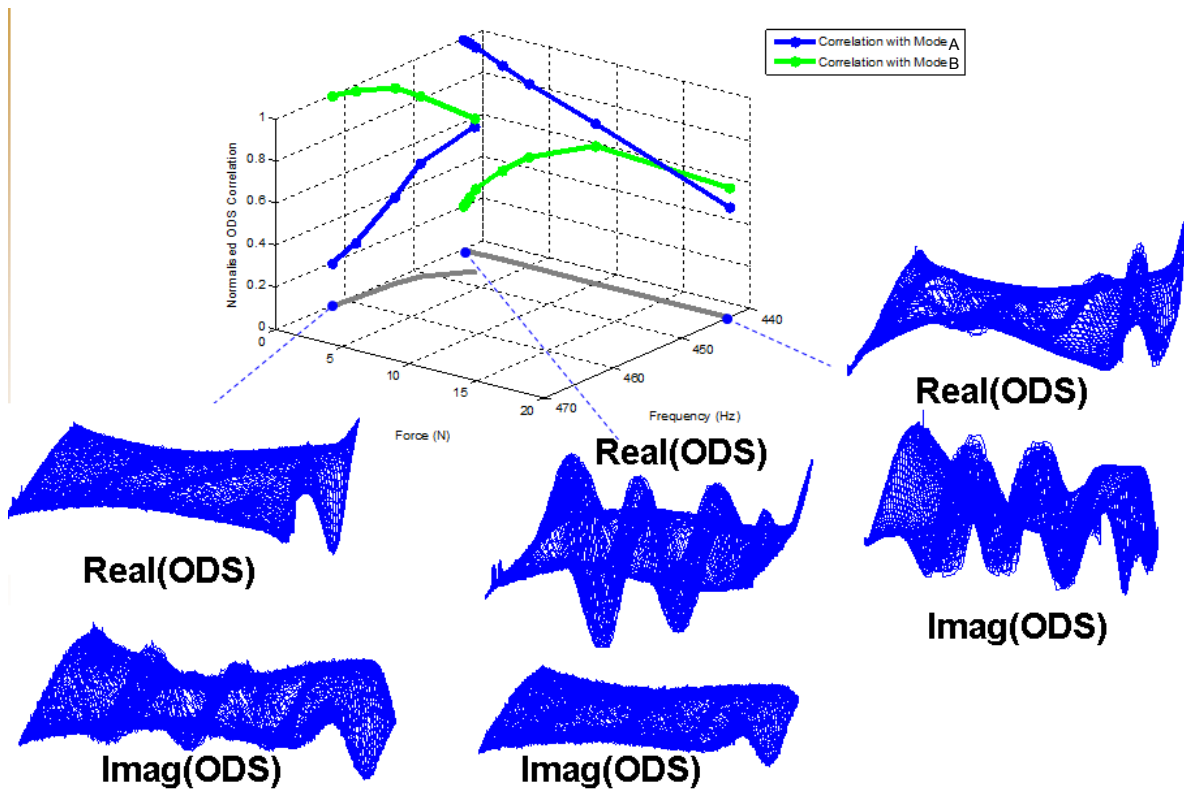 Correlation with Mode A
Correlation with Mode B
Normalised ODS Correlation
1
0.8
0.6
0.4
0.2
0
0
5
10
15
20
Force (N)
470
460
450
440
Frequency (Hz)
Real(ODS)
Real(ODS)
Real(ODS)
Imag(ODS)
Imag(ODS)
Imag(ODS)